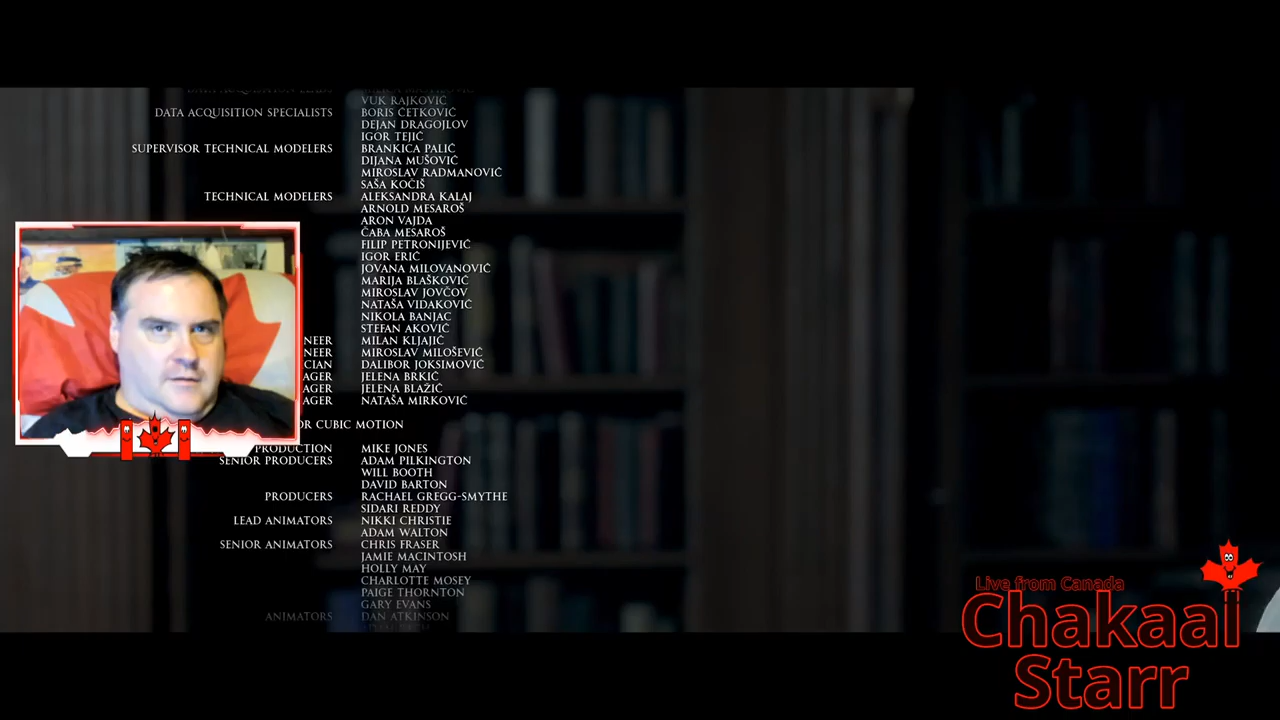 VUK RAJKOVIĆ
DATA ACQUISITION SPECIALISTS BORIS ĆETKOVIĆ
DEJAN DRAGOJLOV
IGOR TEJIĆ
SUPERVISOR TECHNICAL MODELERS BRANKICA PALIĆ
DIJANA MUŠOVIĆ
MIROSLAV RADMANOVIĆ
SAŠA KOĆIŠ
TECHNICAL MODELERS ALEKSANDRA KALAJ
ARNOLD MESAROŠ
ARON VAJDA
ČABA MESAROŠ
FILIP PETRONIJEVIĆ
IGOR ERIĆ
JOVANA MILOVANOVIĆ
MARIJA BLAŠKOVIĆ
MIROSLAV JOVČOV
NATAŠA VIDAKOVIĆ
NIKOLA BANJAC
STEFAN AKOVIĆ
NEER MILAN KLJAJIĆ
NEER MIROSLAV MILOŠEVIĆ
CIAN DALIBOR JOKSIMOVIĆ
AGER JELENA BRKIĆ
AGER JELENA BLAŽIĆ
AGER NATAŠA MIRKOVIĆ
OR CUBIC MOTION
PRODUCTION MIKE JONES
SENIOR PRODUCERS ADAM PILKINGTON
WILL BOOTH
DAVID BARTON
PRODUCERS RACHAEL GREGG-SMYTHE
SIDARI REDDY
LEAD ANIMATORS NIKKI CHRISTIE
ADAM WALTON
SENIOR ANIMATORS CHRIS FRASER
JAMIE MACINTOSH
HOLLY MAY
CHARLOTTE MOSEY
PAIGE THORNTON
GARY EVANS
ANIMATORS DAN ATKINSON
Live from Canada
Chakaal
Starr